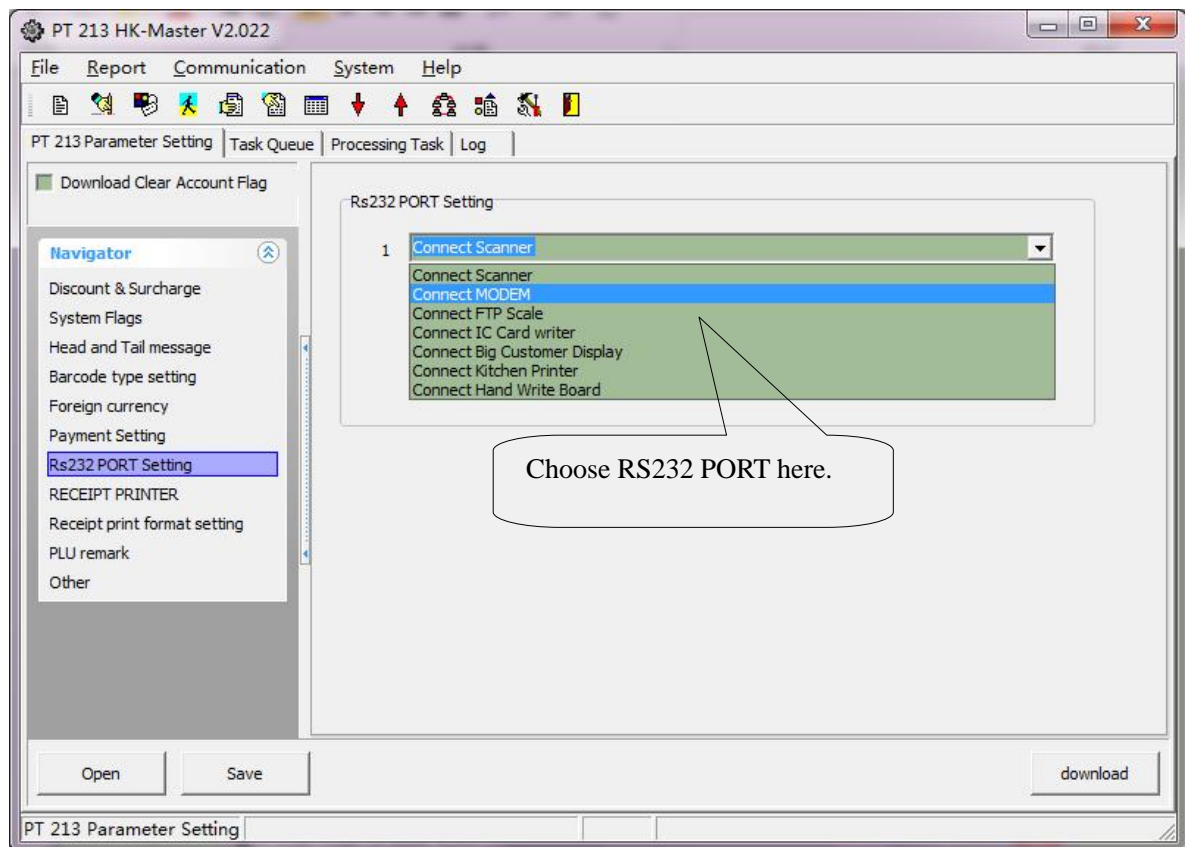 PT 213 HK-Master V2.022
File Report Communication System Help
PT 213 Parameter Setting Task Queue Processing Task Log
Download Clear Account Flag
Navigator
Discount & Surcharge
System Flags
Head and Tail message
Barcode type setting
Foreign currency
Payment Setting
Rs232 PORT Setting
RECEIPT PRINTER
Receipt print format setting
PLU remark
Other
Rs232 PORT Setting
1 Connect Scanner
Connect Scanner
Connect MODEM
Connect FTP Scale
Connect IC Card writer
Connect Big Customer Display
Connect Kitchen Printer
Connect Hand Write Board
Choose RS232 PORT here.
Open Save download
PT 213 Parameter Setting